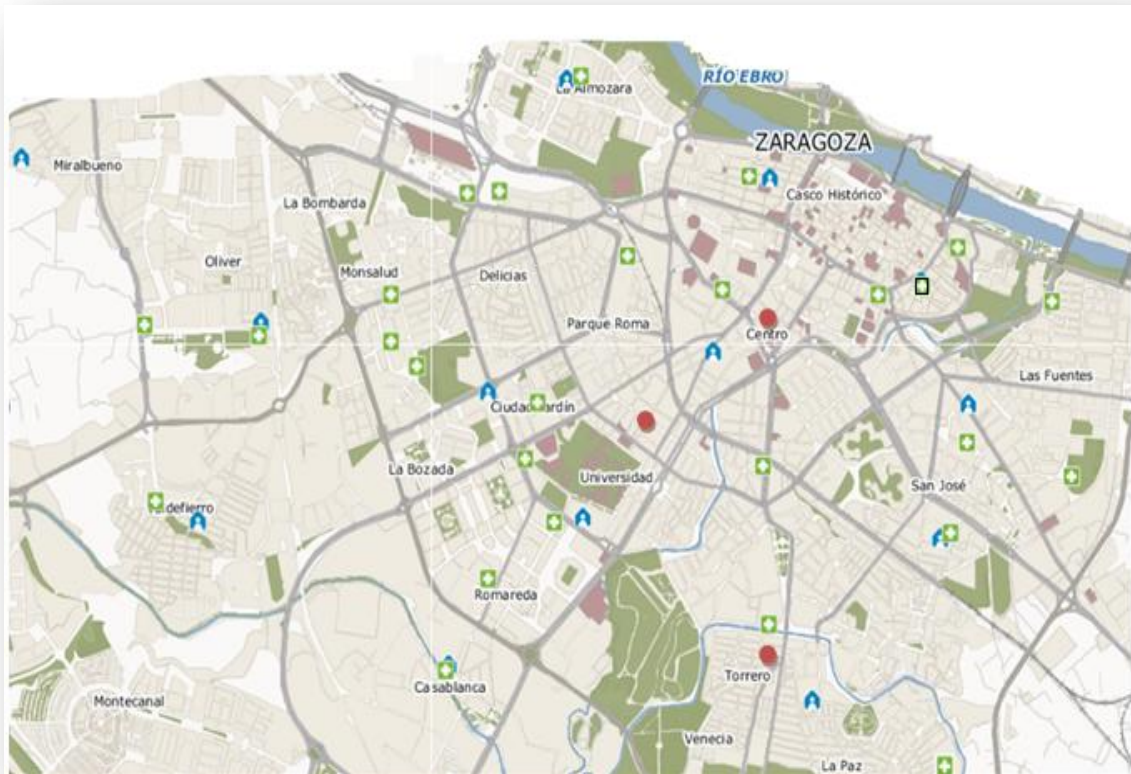 RÍO EBRO
La Almozara
ZARAGOZA
Miralbueno
Casco Histórico
La Bombarda
Oliver
Monsalud
Delicias
Parque Roma
Centro
Las Fuentes
Ciudad Jardín
La Bozada
Universidad
San José
Valdefierro
Romareda
Torrero
Casablanca
Montecanal
Venecia
La Paz